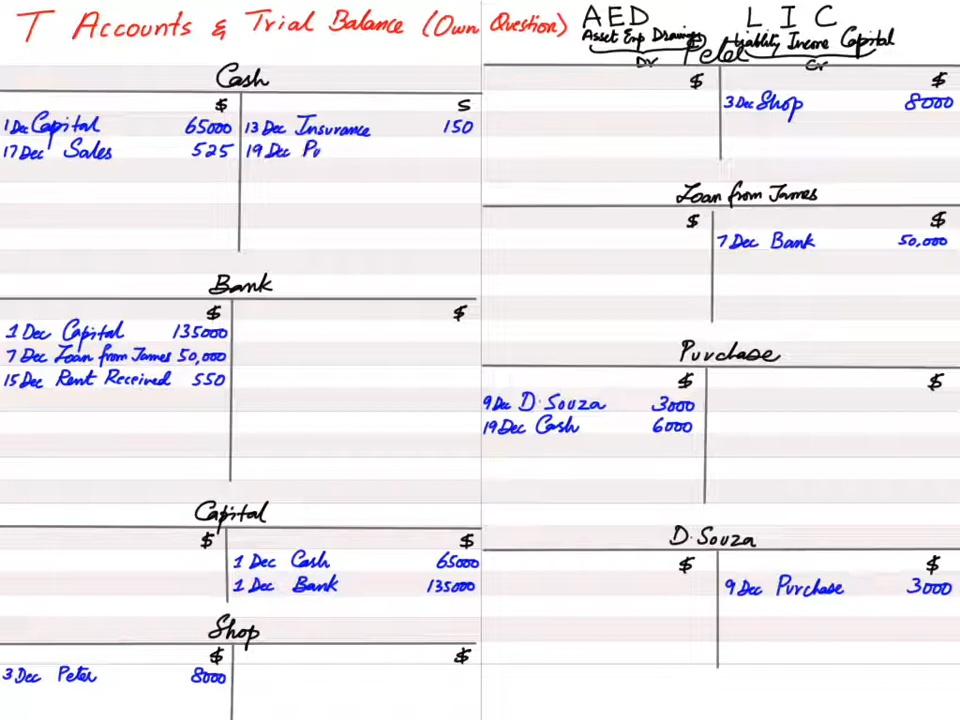 T Accounts & Trial Balance (Own Question)
AED LIC
Asset Exp Drawings Liability Income Capital
Dr Cr
Cash
$ $
1 Dec Capital 65000 13 Dec Insurance 150
17 Dec Sales 525 19 Dec Pu
Bank
$ $
1 Dec Capital 135000
7 Dec Loan from James 50,000
15 Dec Rent Received 550
Capital
$ $
1 Dec Cash 65000
1 Dec Bank 135000
Shop
$ $
3 Dec Peter 8000
Peter
$ $
3 Dec Shop 8000
Loan from James
$ $
7 Dec Bank 50,000
Purchase
$ $
9 Dec D. Souza 3000
19 Dec Cash 6000
D. Souza
$ $
9 Dec Purchase 3000